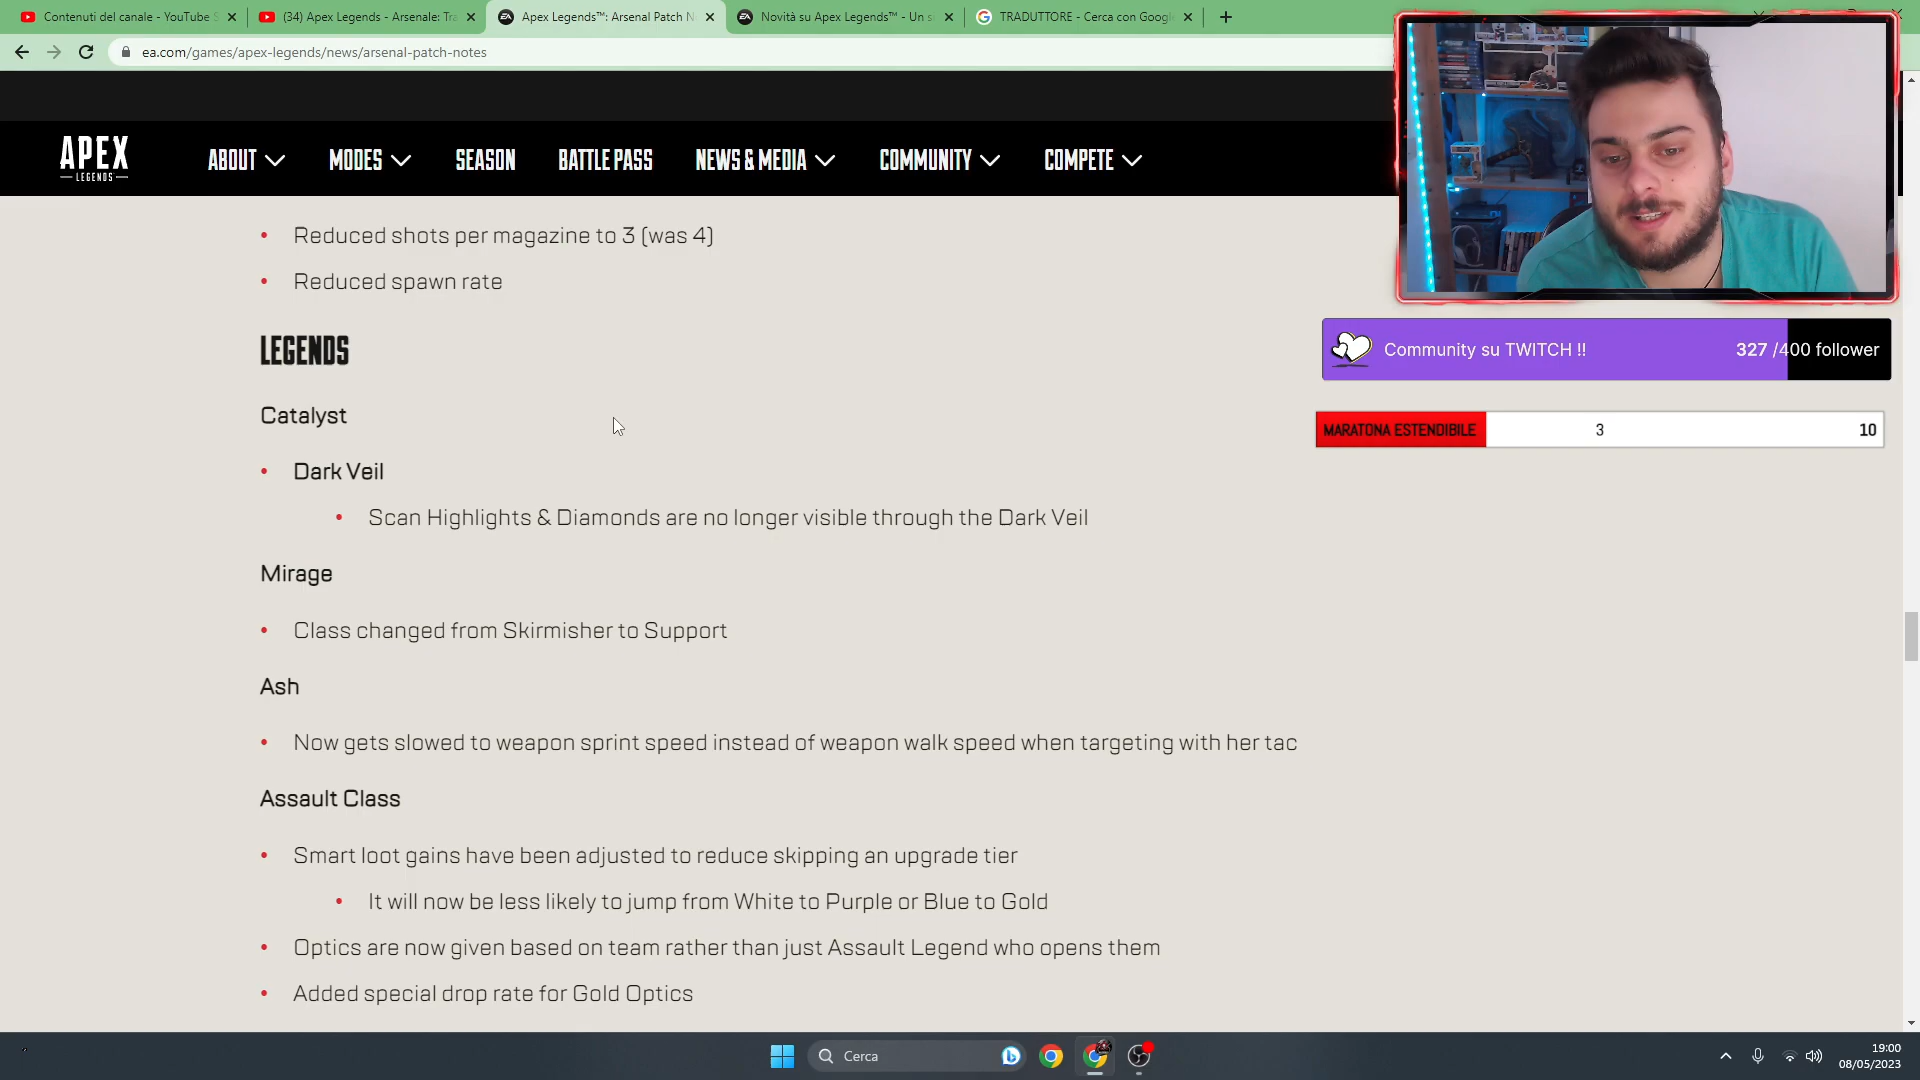 Contenuti del canale - YouTube S
(34) Apex Legends - Arsenale: Tra
Apex Legends™: Arsenal Patch N
Novità su Apex Legends™ - Un s
TRADUTTORE - Cerca con Google
ea.com/games/apex-legends/news/arsenal-patch-notes
APEX
LEGENDS
ABOUT
MODES
SEASON
BATTLE PASS
NEWS & MEDIA
COMMUNITY
COMPETE
• Reduced shots per magazine to 3 (was 4)
• Reduced spawn rate
LEGENDS
Catalyst
• Dark Veil
• Scan Highlights & Diamonds are no longer visible through the Dark Veil
Mirage
• Class changed from Skirmisher to Support
Ash
• Now gets slowed to weapon sprint speed instead of weapon walk speed when targeting with her tac
Assault Class
• Smart loot gains have been adjusted to reduce skipping an upgrade tier
• It will now be less likely to jump from White to Purple or Blue to Gold
• Optics are now given based on team rather than just Assault Legend who opens them
• Added special drop rate for Gold Optics
Community su TWITCH !! 327 /400 follower
MARATONA ESTENDIBILE 3 10
Cerca
19:00
08/05/2023